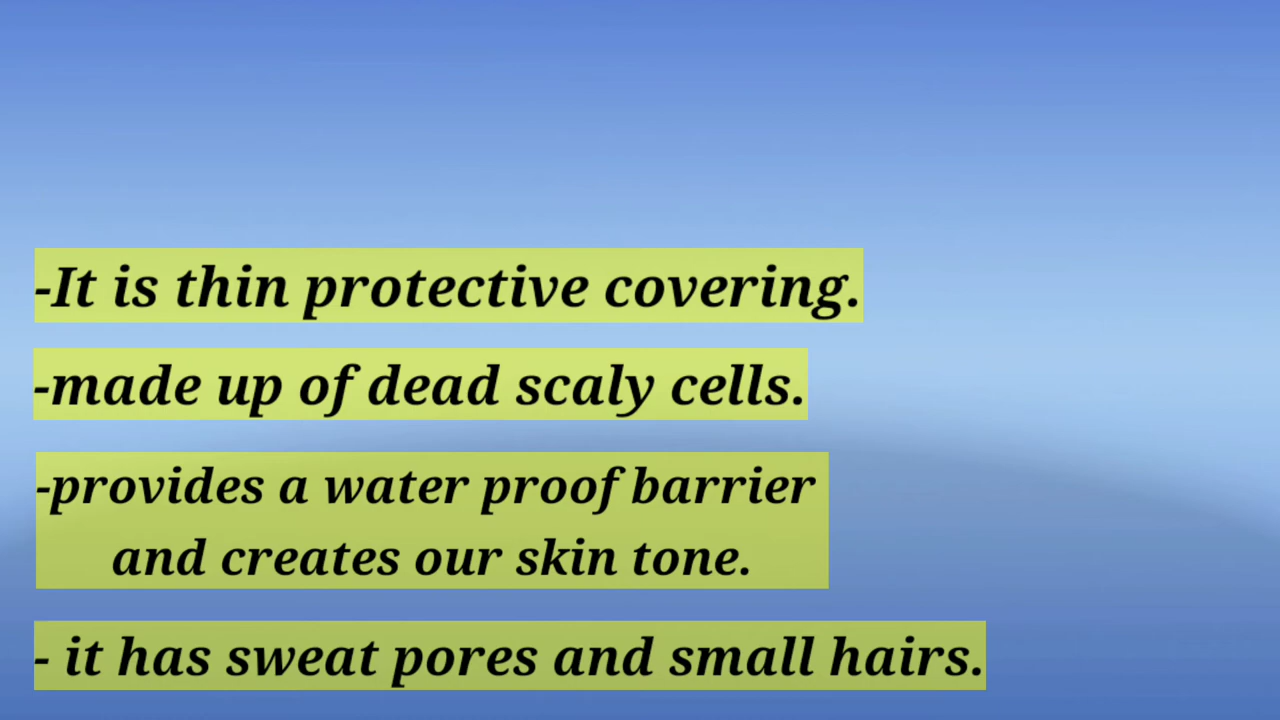 -It is thin protective covering.
-made up of dead scaly cells.
-provides a water proof barrier
and creates our skin tone.
- it has sweat pores and small hairs.